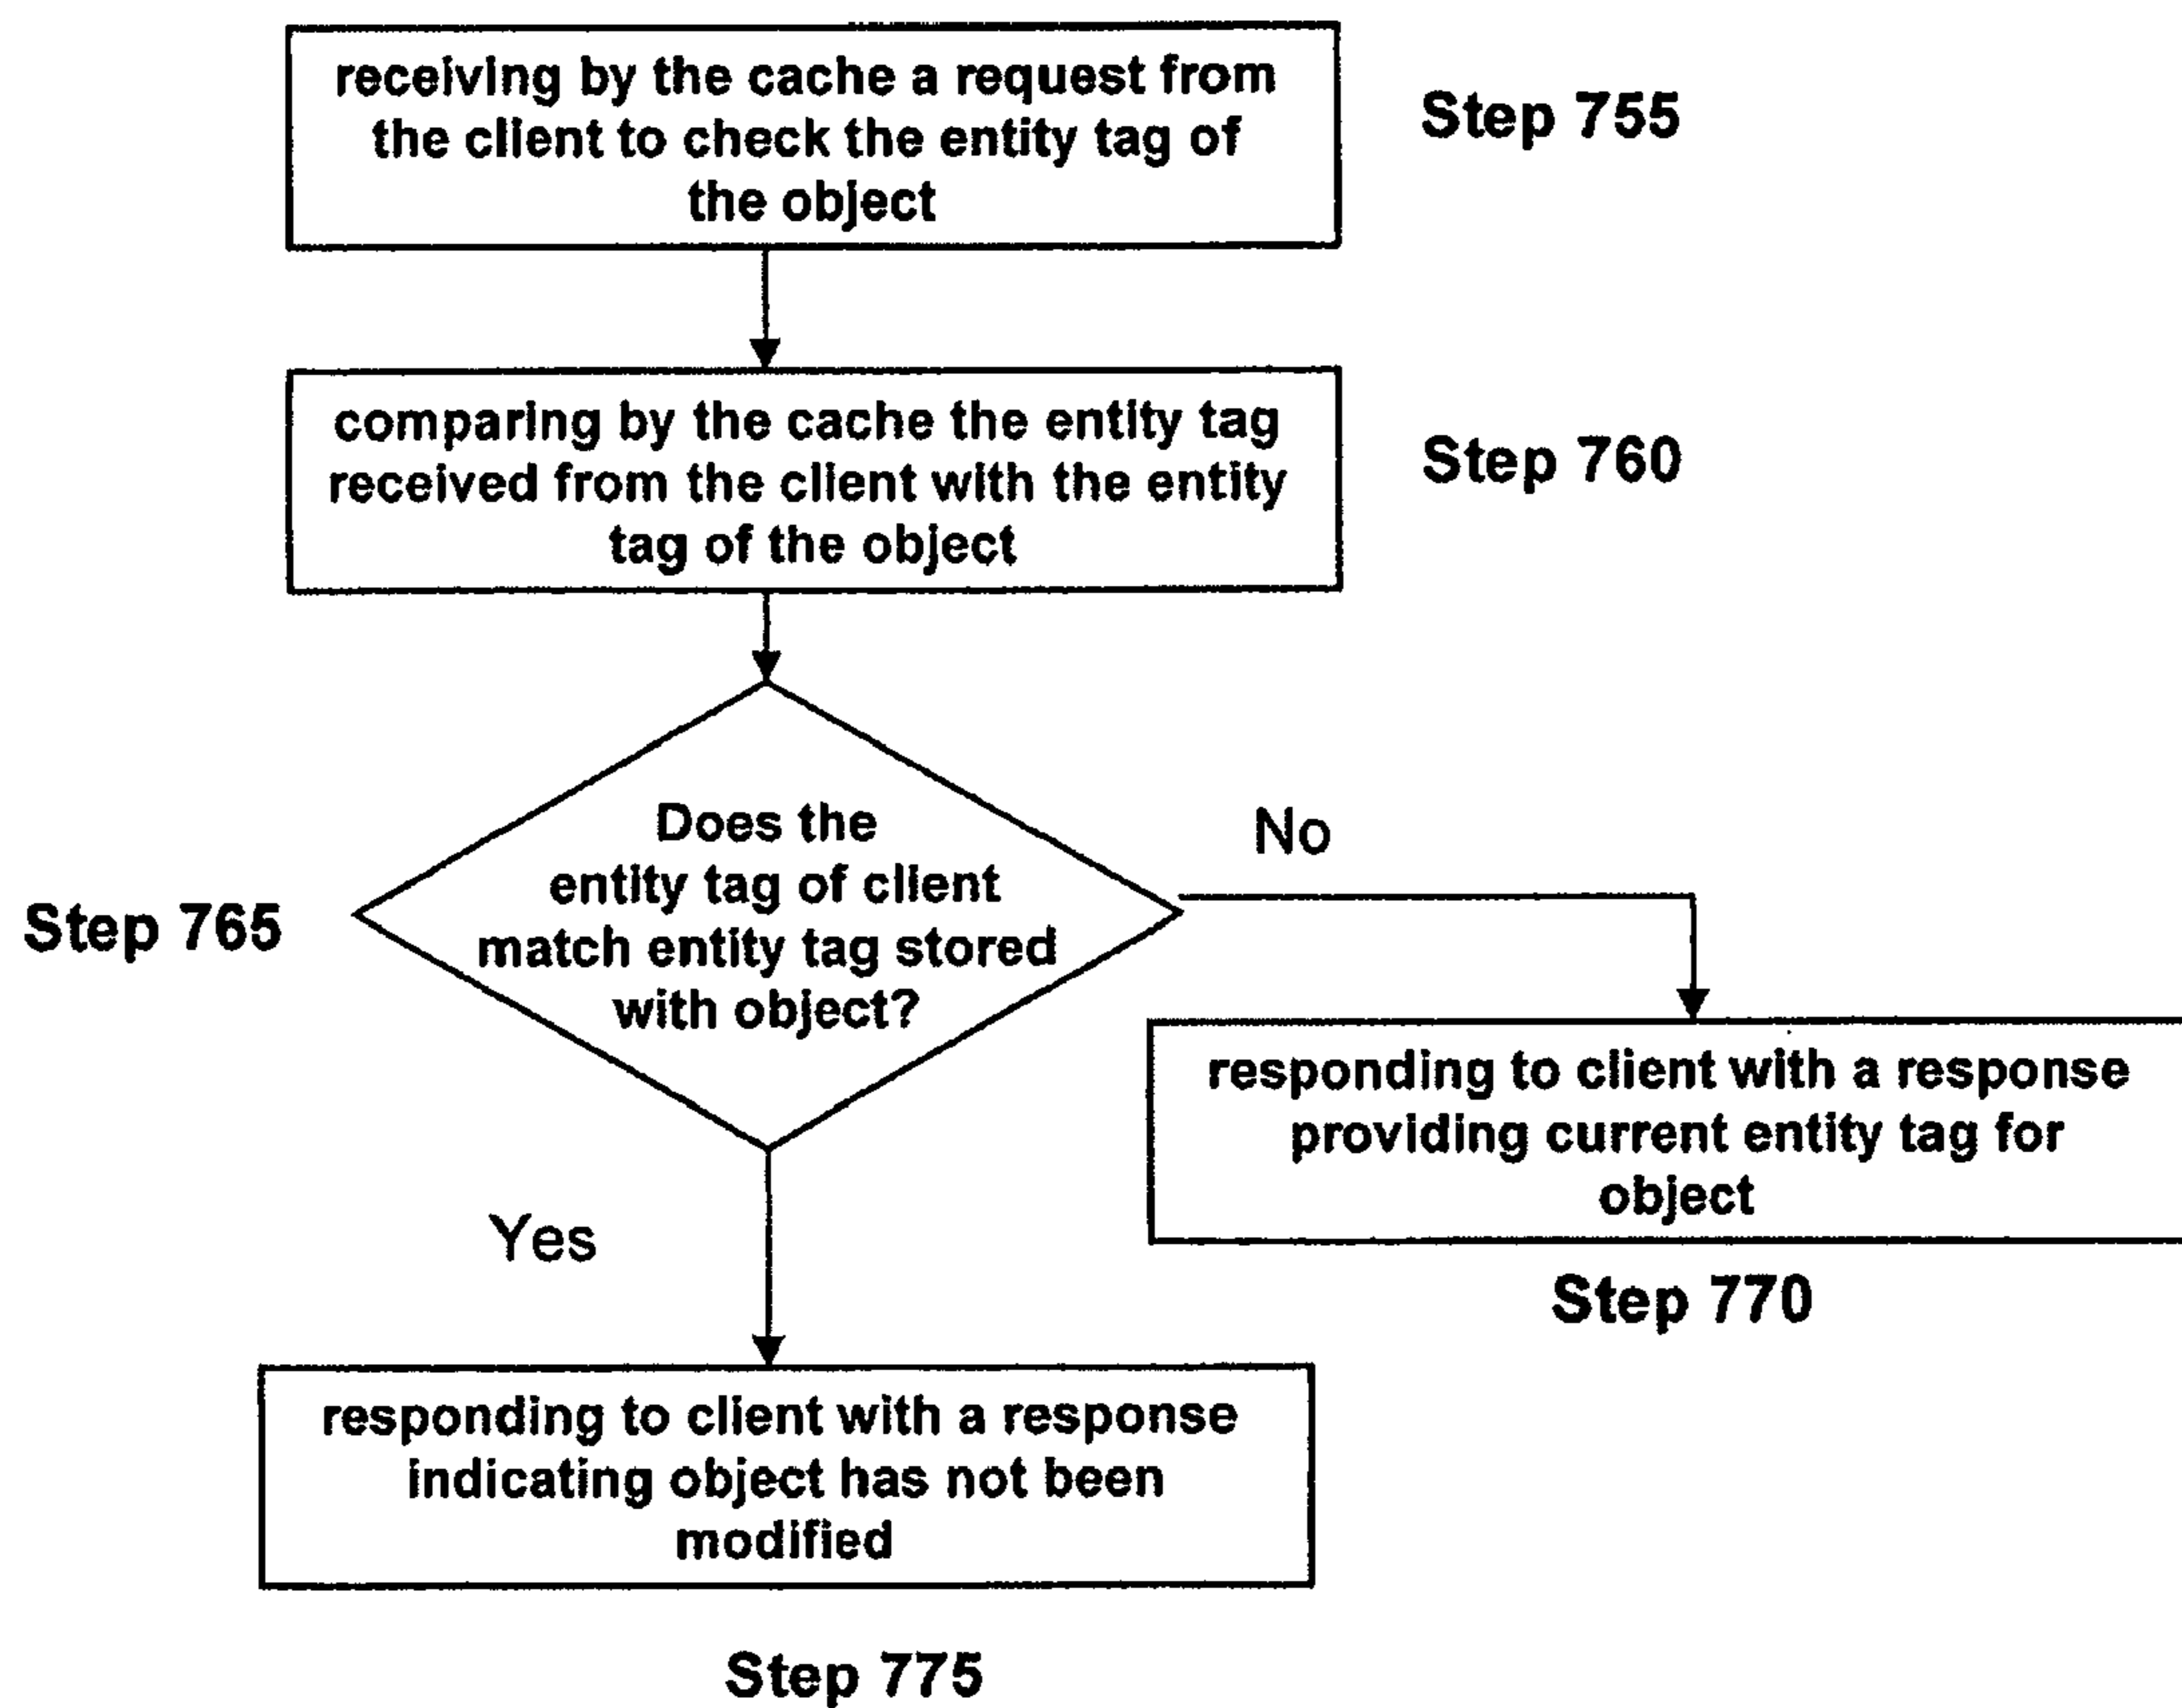 receiving by the cache a request from
the client to check the entity tag of
the object
Step 755
comparing by the cache the entity tag
received from the client with the entity
tag of the object
Step 760
Does the
entity tag of client
match entity tag stored
with object?
Step 765
No
responding to client with a response
providing current entity tag for
object
Step 770
Yes
responding to client with a response
indicating object has not been
modified
Step 775